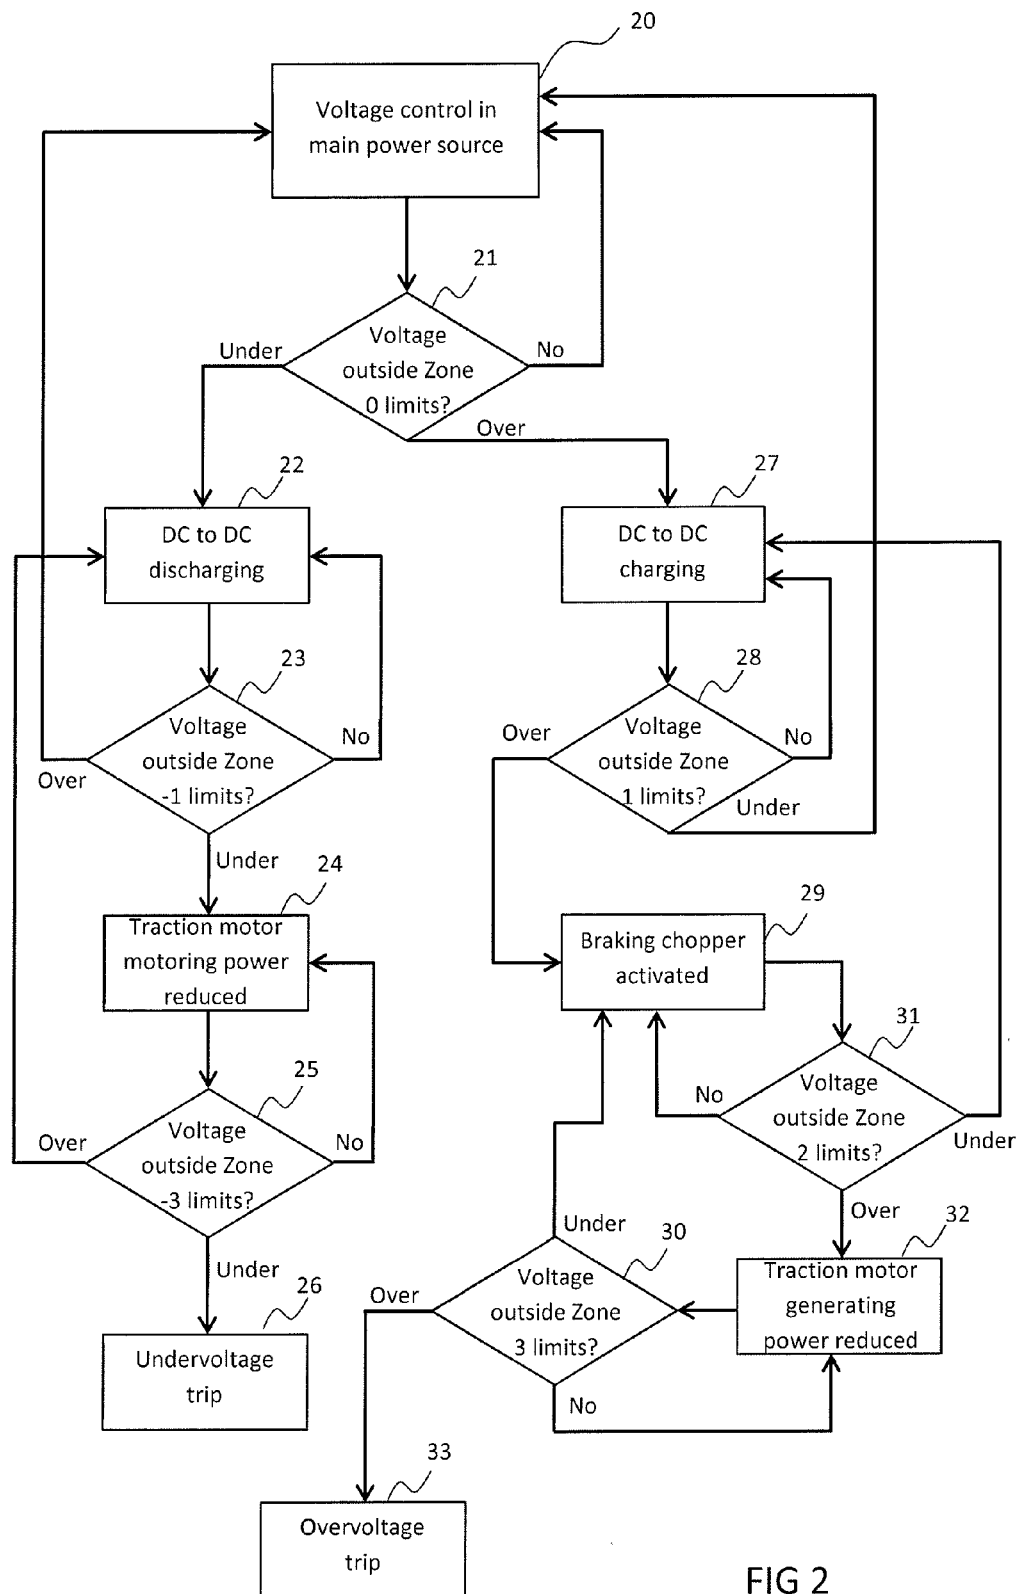 20
Voltage control in
main power source
21
Voltage
outside Zone
0 limits?
Under
No
Over
22
DC to DC
discharging
27
DC to DC
charging
23
Voltage
outside Zone
-1 limits?
Over
No
Under
28
Voltage
outside Zone
1 limits?
Over
No
Under
24
Traction motor
motoring power
reduced
29
Braking chopper
activated
25
Voltage
outside Zone
-3 limits?
Over
No
Under
31
Voltage
outside Zone
2 limits?
No
Under
Over
26
Undervoltage
trip
30
Voltage
outside Zone
3 limits?
Under
Over
No
32
Traction motor
generating
power reduced
33
Overvoltage
trip
FIG 2